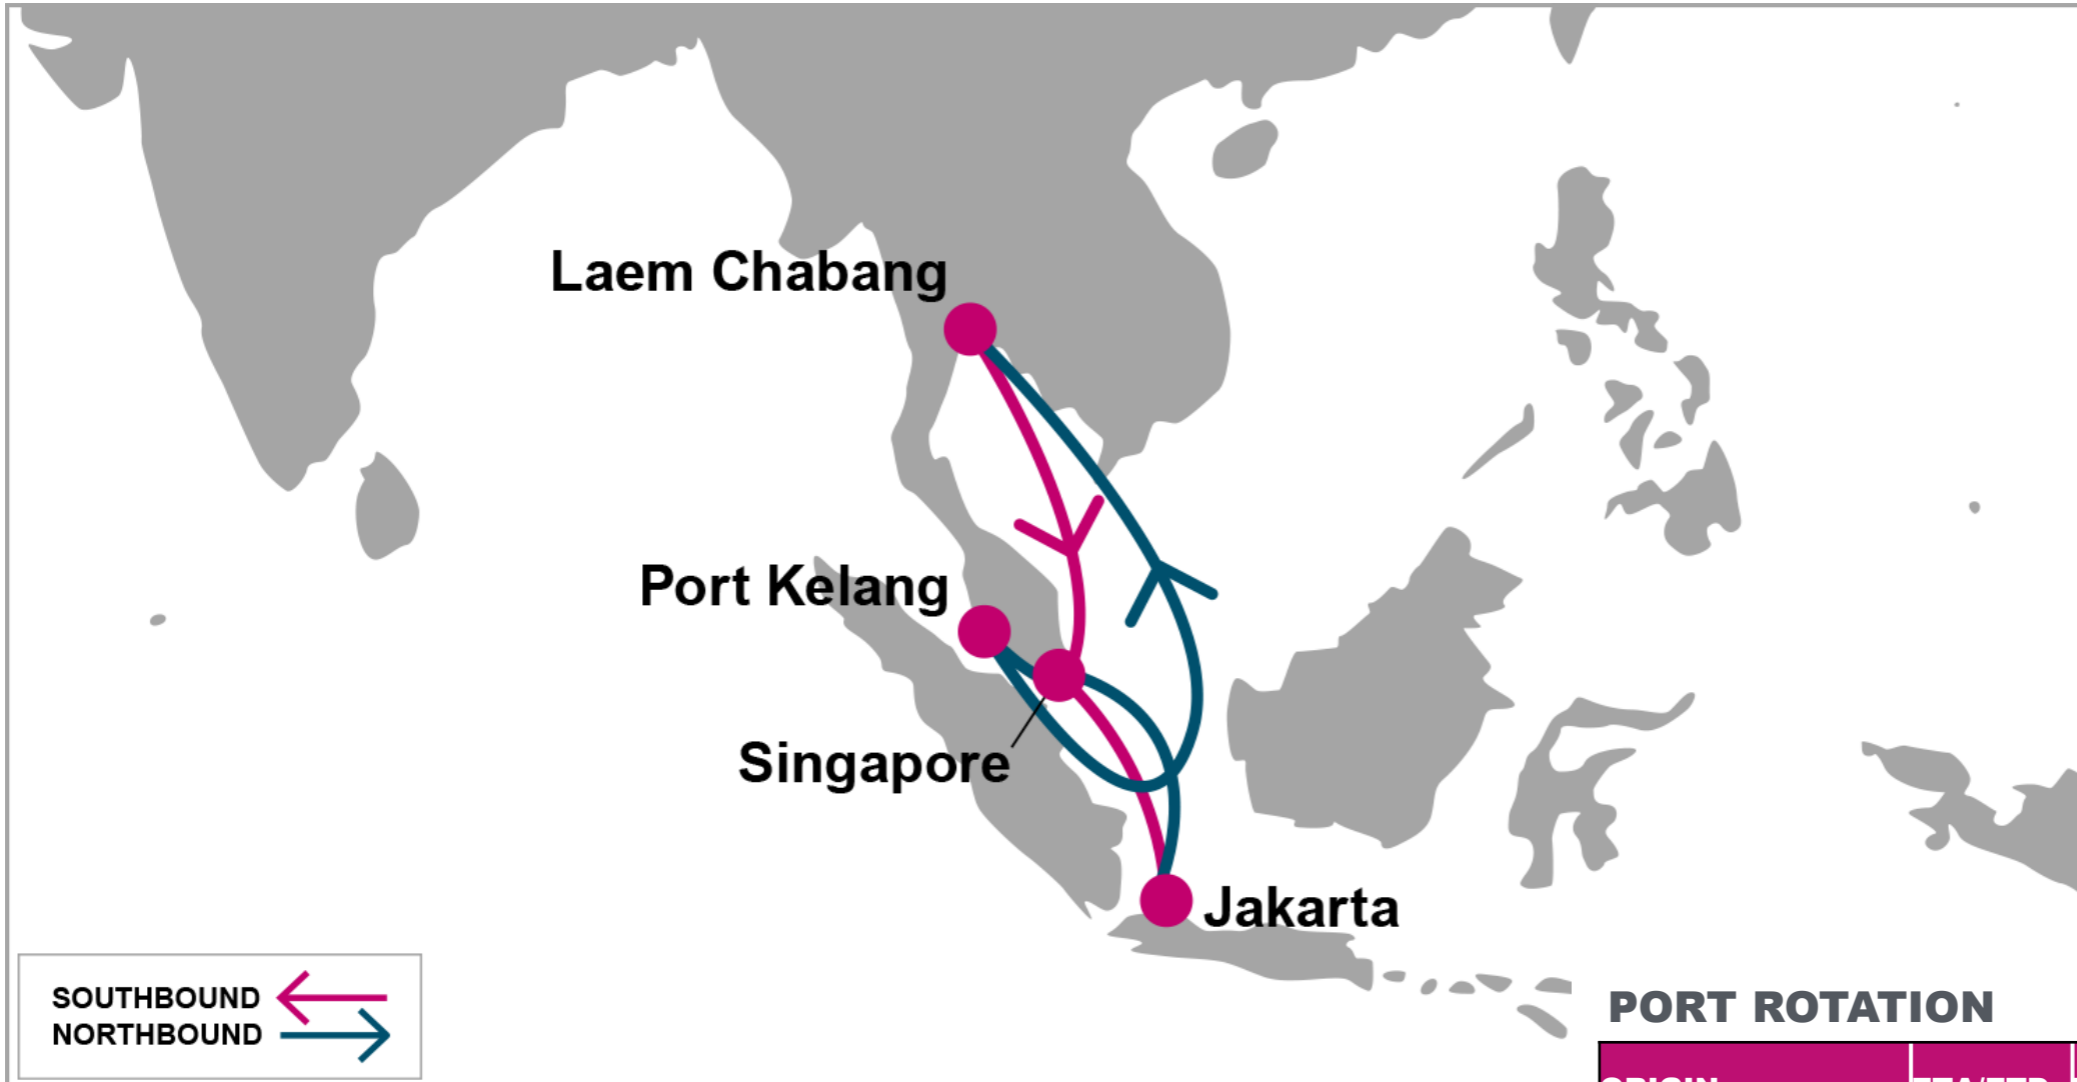 Laem Chabang
Port Kelang
Singapore
Jakarta
SOUTHBOUND
NORTHBOUND
PORT ROTATION